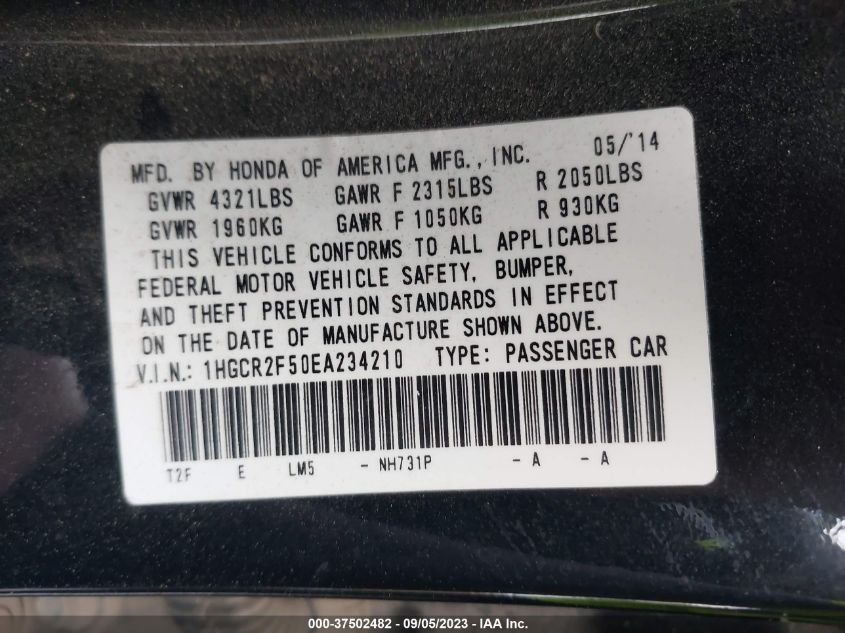 MFD. BY HONDA OF AMERICA MFG., INC. 05/'14
GVWR 4321LBS GAWR F 2315LBS R 2050LBS
GVWR 1960KG GAWR F 1050KG R 930KG
THIS VEHICLE CONFORMS TO ALL APPLICABLE
FEDERAL MOTOR VEHICLE SAFETY, BUMPER,
AND THEFT PREVENTION STANDARDS IN EFFECT
ON THE DATE OF MANUFACTURE SHOWN ABOVE.
V.I.N.: 1HGCR2F50EA234210 TYPE: PASSENGER CAR
T2F E LM5 - NH731P - A - A
000-37502482 - 09/05/2023 - IAAI Inc.